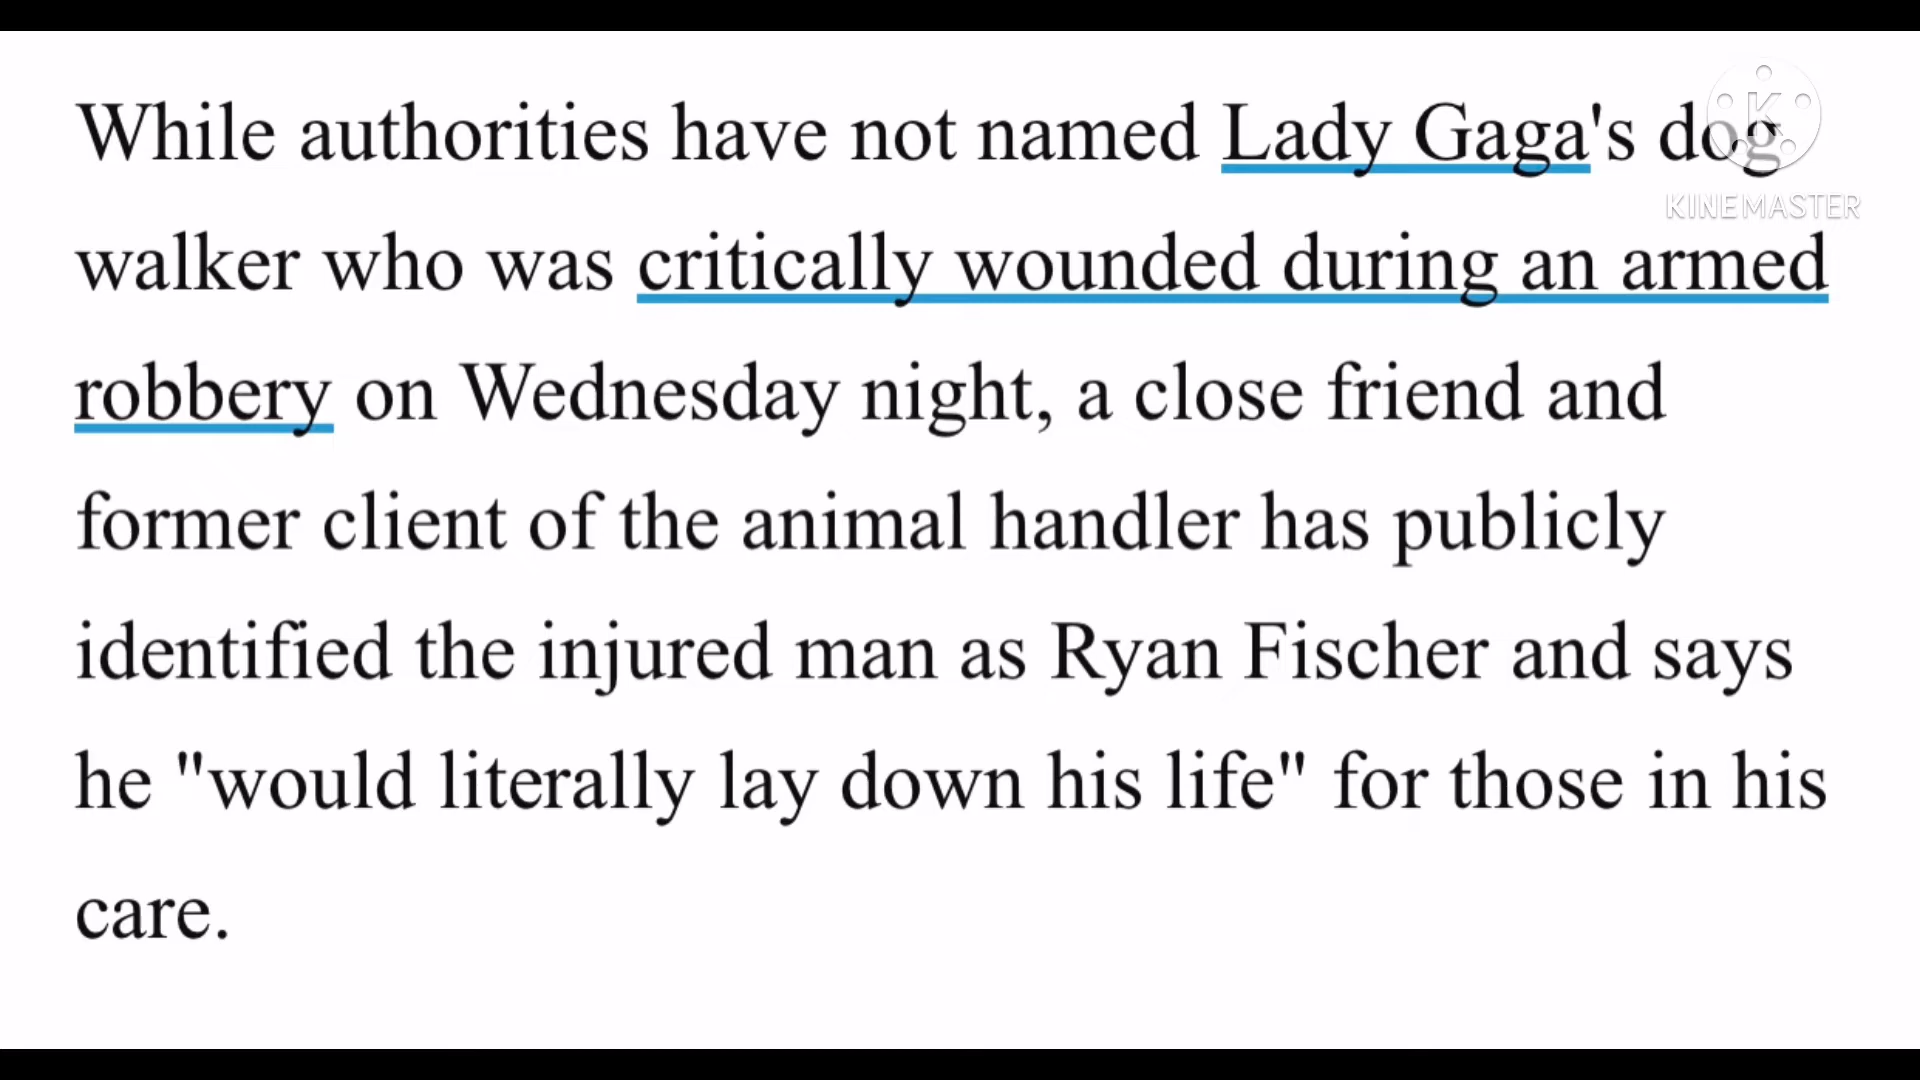 While authorities have not named Lady Gaga's dog
walker who was critically wounded during an armed
robbery on Wednesday night, a close friend and
former client of the animal handler has publicly
identified the injured man as Ryan Fischer and says
he "would literally lay down his life" for those in his
care.
K
KINEMASTER